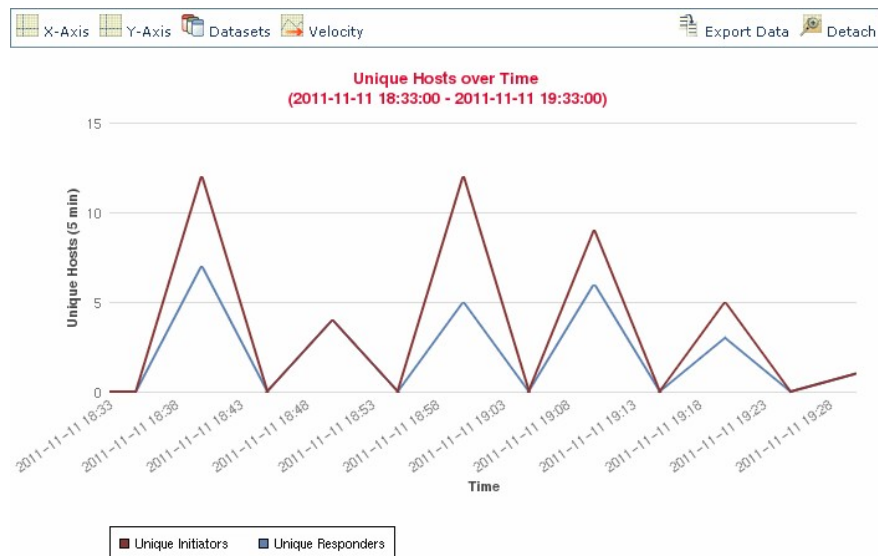 X-Axis Y-Axis Datasets Velocity Export Data Detach
Unique Hosts over Time
(2011-11-11 18:33:00 - 2011-11-11 19:33:00)
Unique Hosts (5 min)
15
10
5
0
2011-11-11 18:33
2011-11-11 18:38
2011-11-11 18:43
2011-11-11 18:48
2011-11-11 18:53
2011-11-11 18:58
2011-11-11 19:03
2011-11-11 19:08
2011-11-11 19:13
2011-11-11 19:18
2011-11-11 19:23
2011-11-11 19:28
Time
Unique Initiators Unique Responders